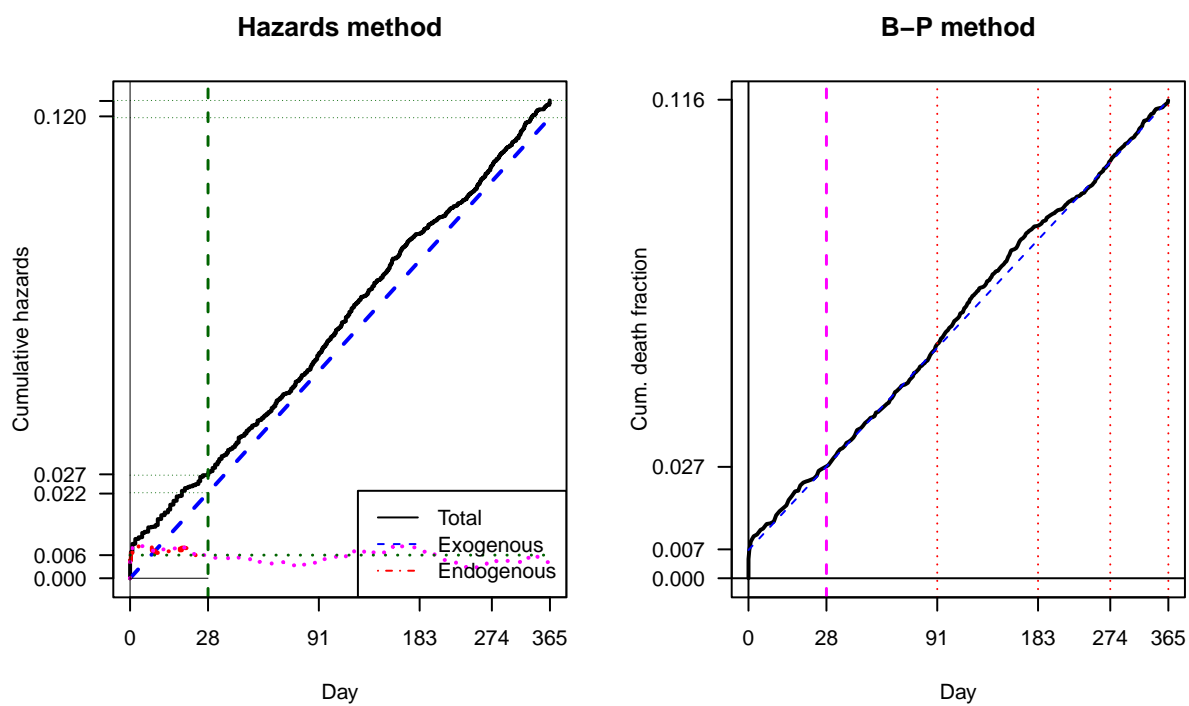 Hazards method
Cumulative hazards
0.120
0.027
0.022
0.006
0.000
Total
Exogenous
Endogenous
0 28 91 183 274 365
Day
B−P method
Cum. death fraction
0.116
0.027
0.007
0.000
0 28 91 183 274 365
Day